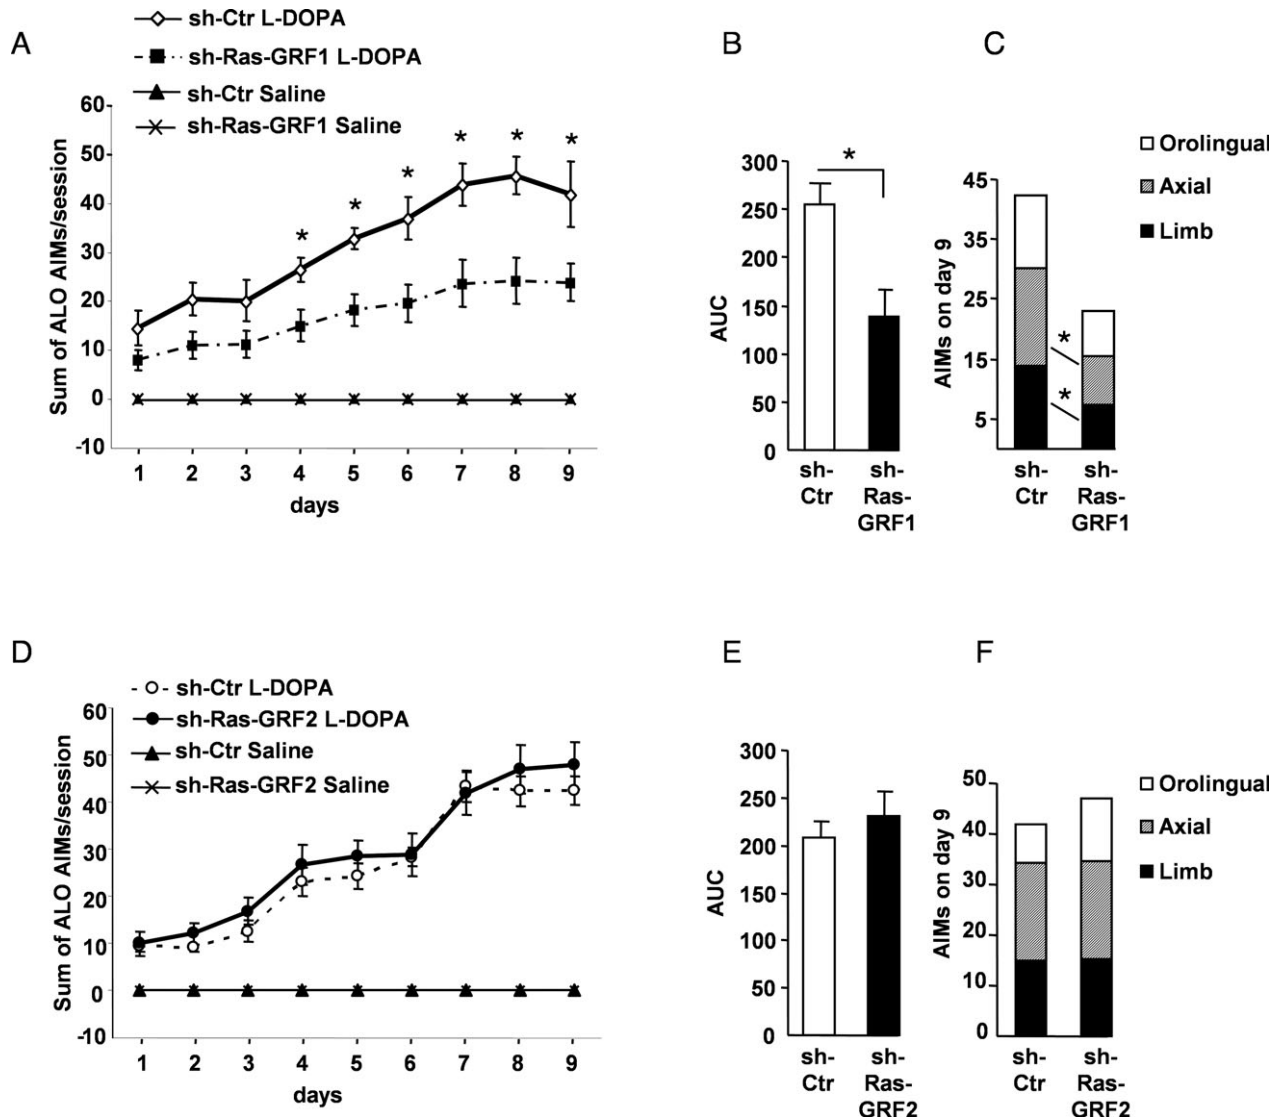 A
sh-Ctr L-DOPA
sh-Ras-GRF1 L-DOPA
sh-Ctr Saline
sh-Ras-GRF1 Saline
Sum of ALO AIMs/session
60
50
40
30
20
10
0
-10
* * * * * *
1 2 3 4 5 6 7 8 9
days
B
AUC
300
250
200
150
100
50
0
*
sh-
Ctr
sh-
Ras-
GRF1
C
AIMs on day 9
45
35
25
15
5
*
*
sh-
Ctr
sh-
Ras-
GRF1
Orolingual
Axial
Limb
D
sh-Ctr L-DOPA
sh-Ras-GRF2 L-DOPA
sh-Ctr Saline
sh-Ras-GRF2 Saline
Sum of ALO AIMs/session
60
50
40
30
20
10
0
-10
1 2 3 4 5 6 7 8 9
days
E
AUC
300
250
200
150
100
50
0
sh-
Ctr
sh-
Ras-
GRF2
F
AIMs on day 9
50
40
30
20
10
0
sh-
Ctr
sh-
Ras-
GRF2
Orolingual
Axial
Limb